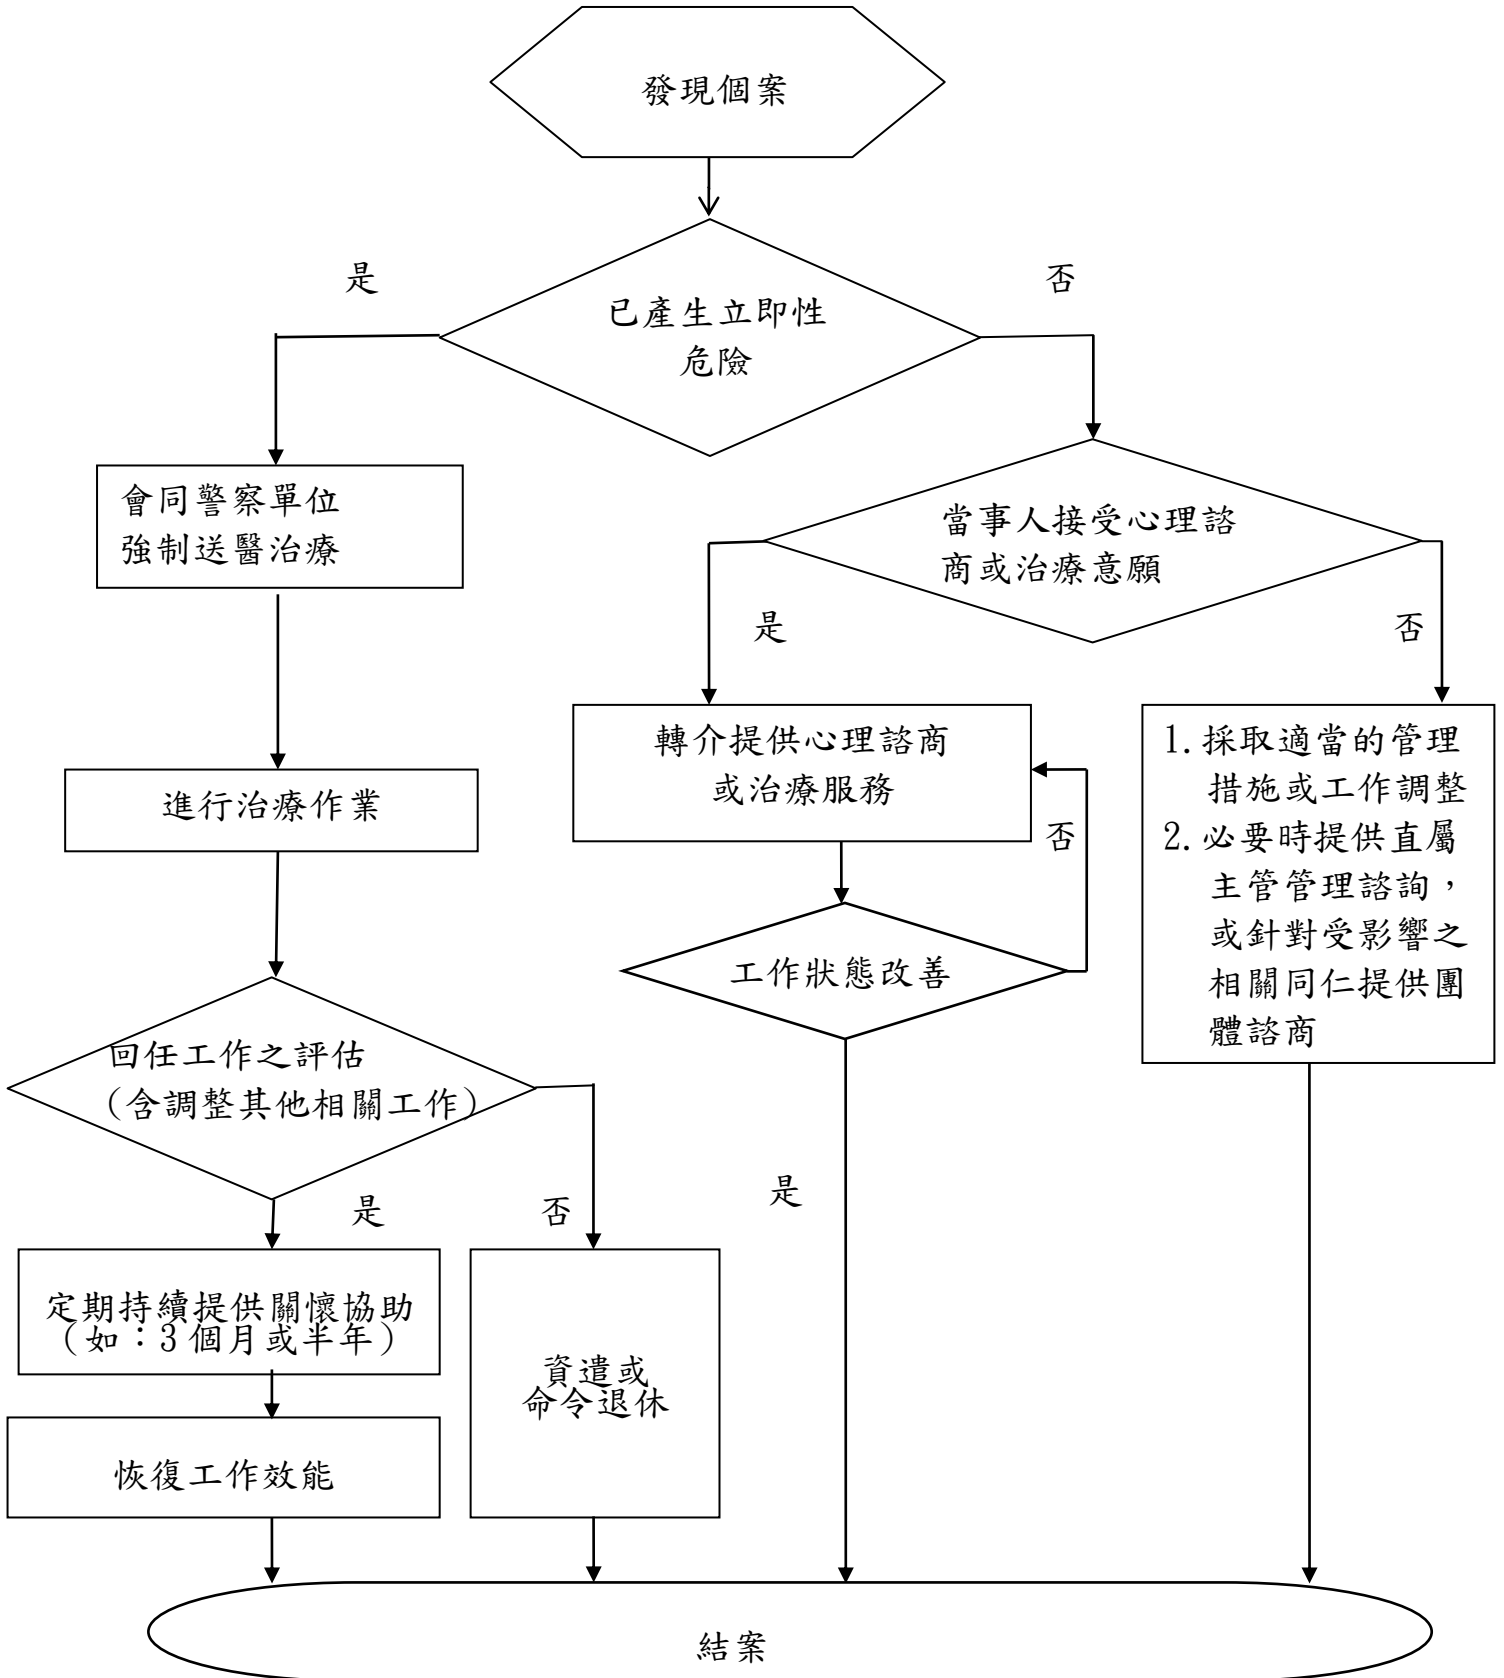 發現個案
是
否
已產生立即性
危險
會同警察單位
強制送醫治療
當事人接受心理諮
商或治療意願
是
否
轉介提供心理諮商
或治療服務
1. 採取適當的管理
措施或工作調整
2. 必要時提供直屬
主管管理諮詢，
或針對受影響之
相關同仁提供團
體諮商
進行治療作業
否
工作狀態改善
回任工作之評估
（含調整其他相關工作）
是
否
是
定期持續提供關懷協助
（如：3個月或半年）
資遣或
命令退休
恢復工作效能
結案